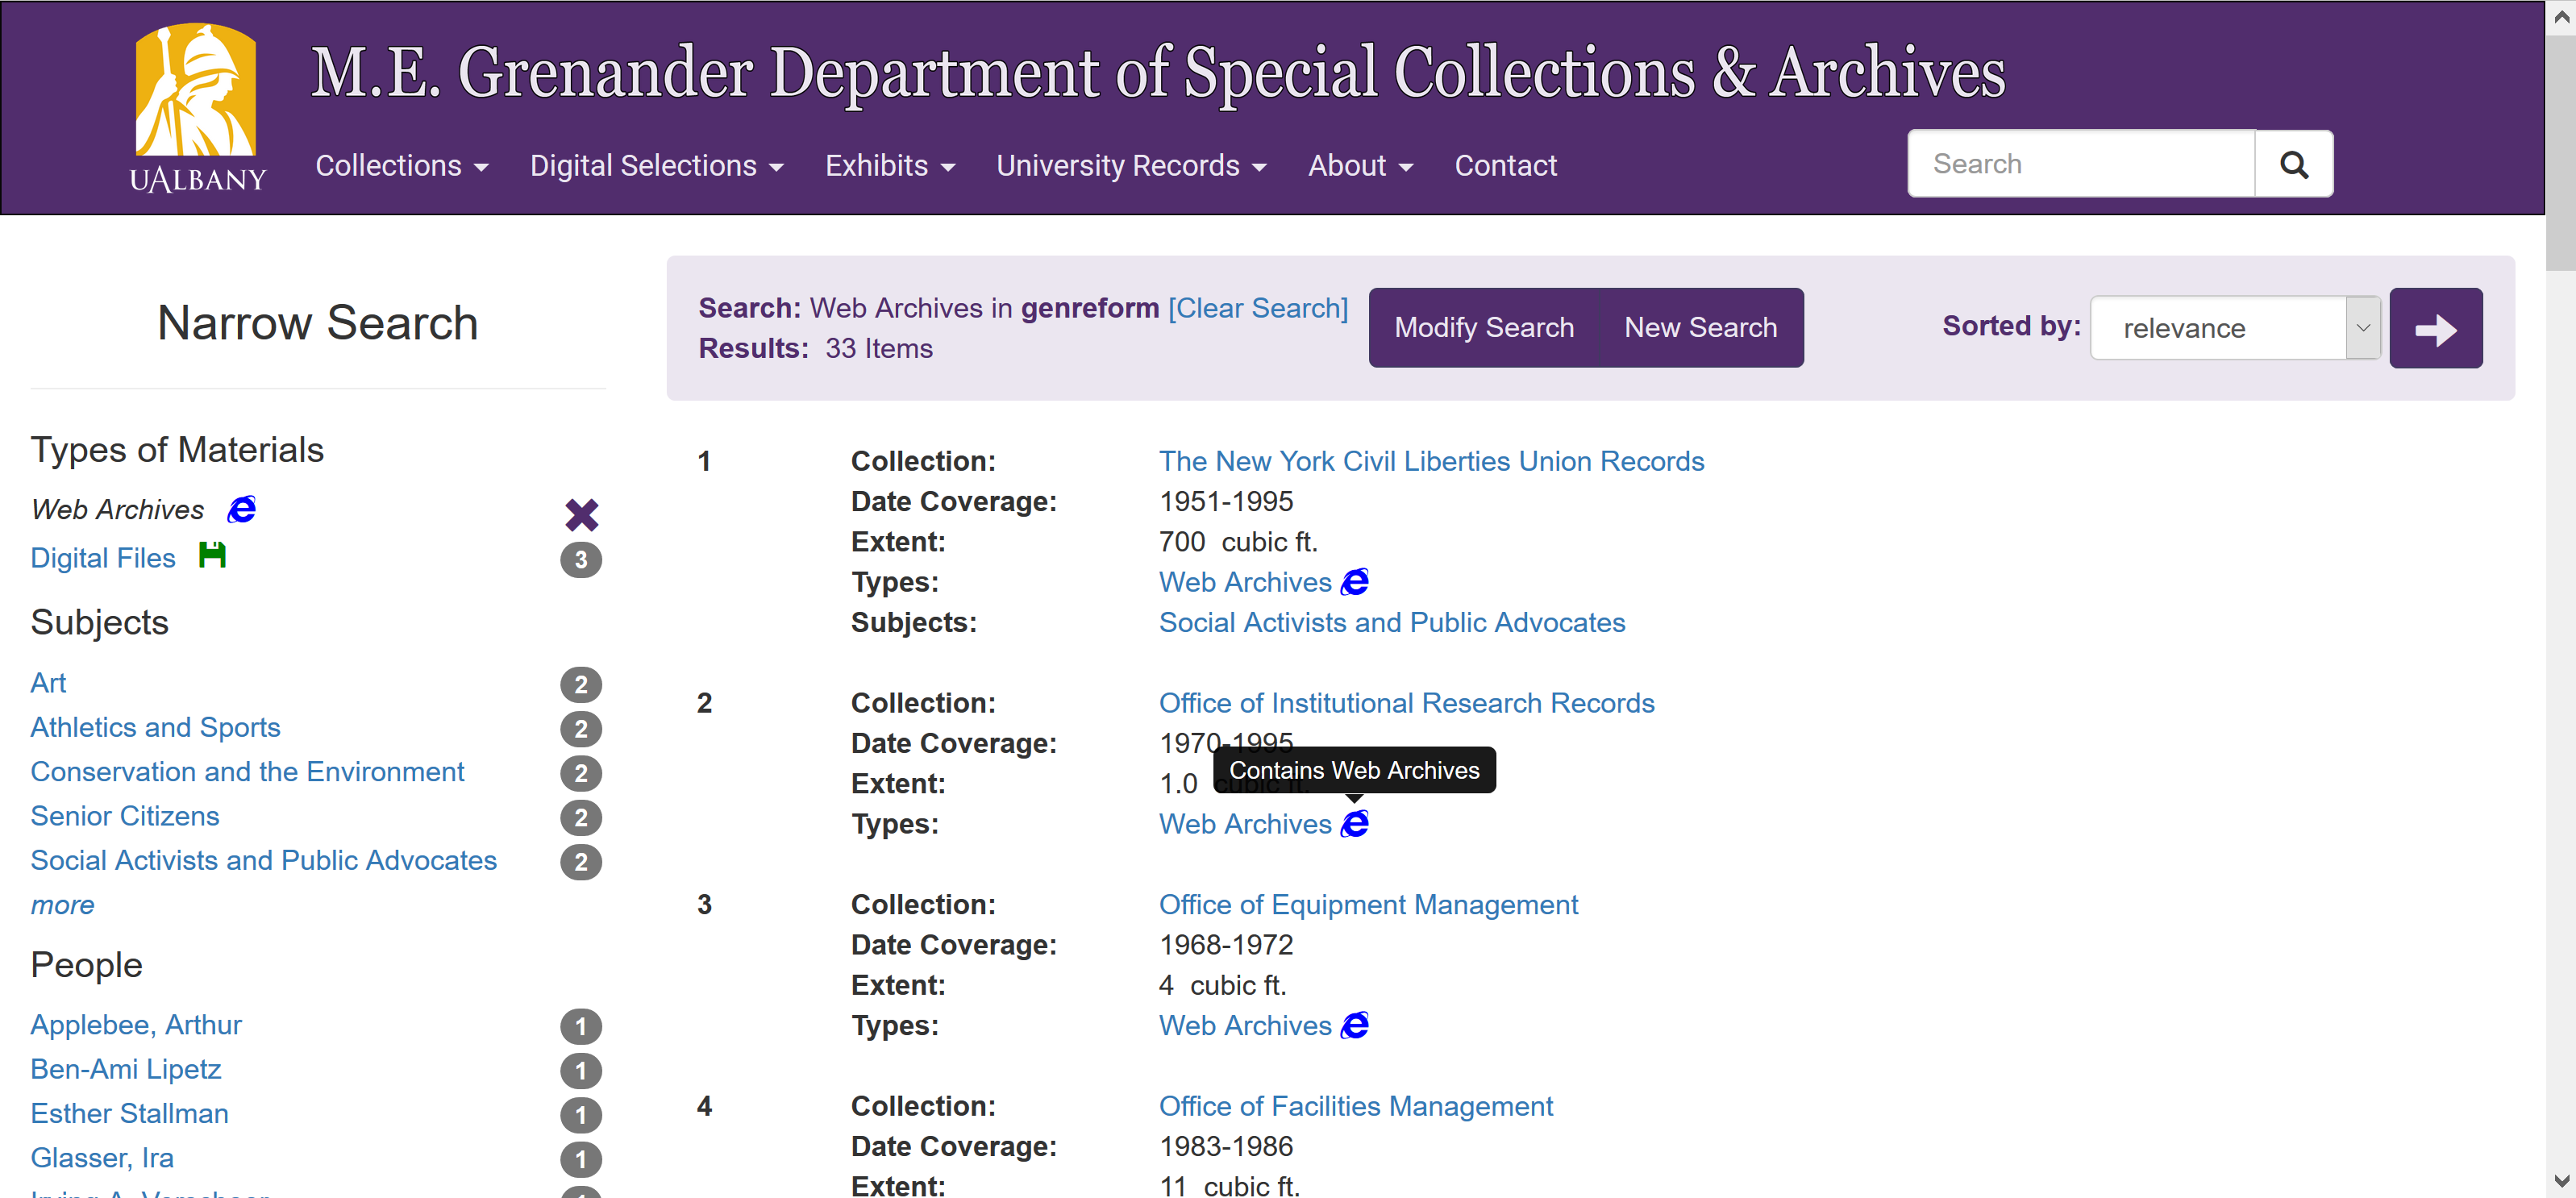 M.E. Grenander Department of Special Collections & Archives
UALBANY
Collections Digital Selections Exhibits University Records About Contact
Search
Narrow Search
Types of Materials
Web Archives
Digital Files 3
Subjects
Art 2
Athletics and Sports 2
Conservation and the Environment 2
Senior Citizens 2
Social Activists and Public Advocates 2
more
People
Applebee, Arthur 1
Ben-Ami Lipetz 1
Esther Stallman 1
Glasser, Ira 1
Search: Web Archives in genreform [Clear Search]
Results: 33 Items
Modify Search New Search
Sorted by: relevance
1 Collection: The New York Civil Liberties Union Records
Date Coverage: 1951-1995
Extent: 700 cubic ft.
Types: Web Archives
Subjects: Social Activists and Public Advocates
2 Collection: Office of Institutional Research Records
Date Coverage: 1970-1995
Contains Web Archives
Extent: 1.0 cubic ft.
Types: Web Archives
3 Collection: Office of Equipment Management
Date Coverage: 1968-1972
Extent: 4 cubic ft.
Types: Web Archives
4 Collection: Office of Facilities Management
Date Coverage: 1983-1986
Extent: 11 cubic ft.